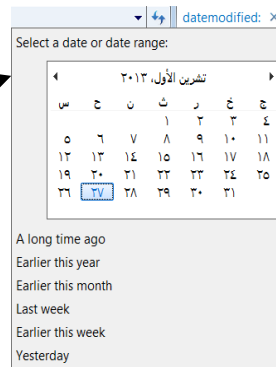 datemodified:
Select a date or date range:
تشرين الأول، ٢٠١٣
س ح ن ث ر خ ج
١ ٢ ٣ ٤
٥ ٦ ٧ ٨ ٩ ١٠ ١١
١٢ ١٣ ١٤ ١٥ ١٦ ١٧ ١٨
١٩ ٢٠ ٢١ ٢٢ ٢٣ ٢٤ ٢٥
٢٦ ٢٧ ٢٨ ٢٩ ٣٠ ٣١
A long time ago
Earlier this year
Earlier this month
Last week
Earlier this week
Yesterday